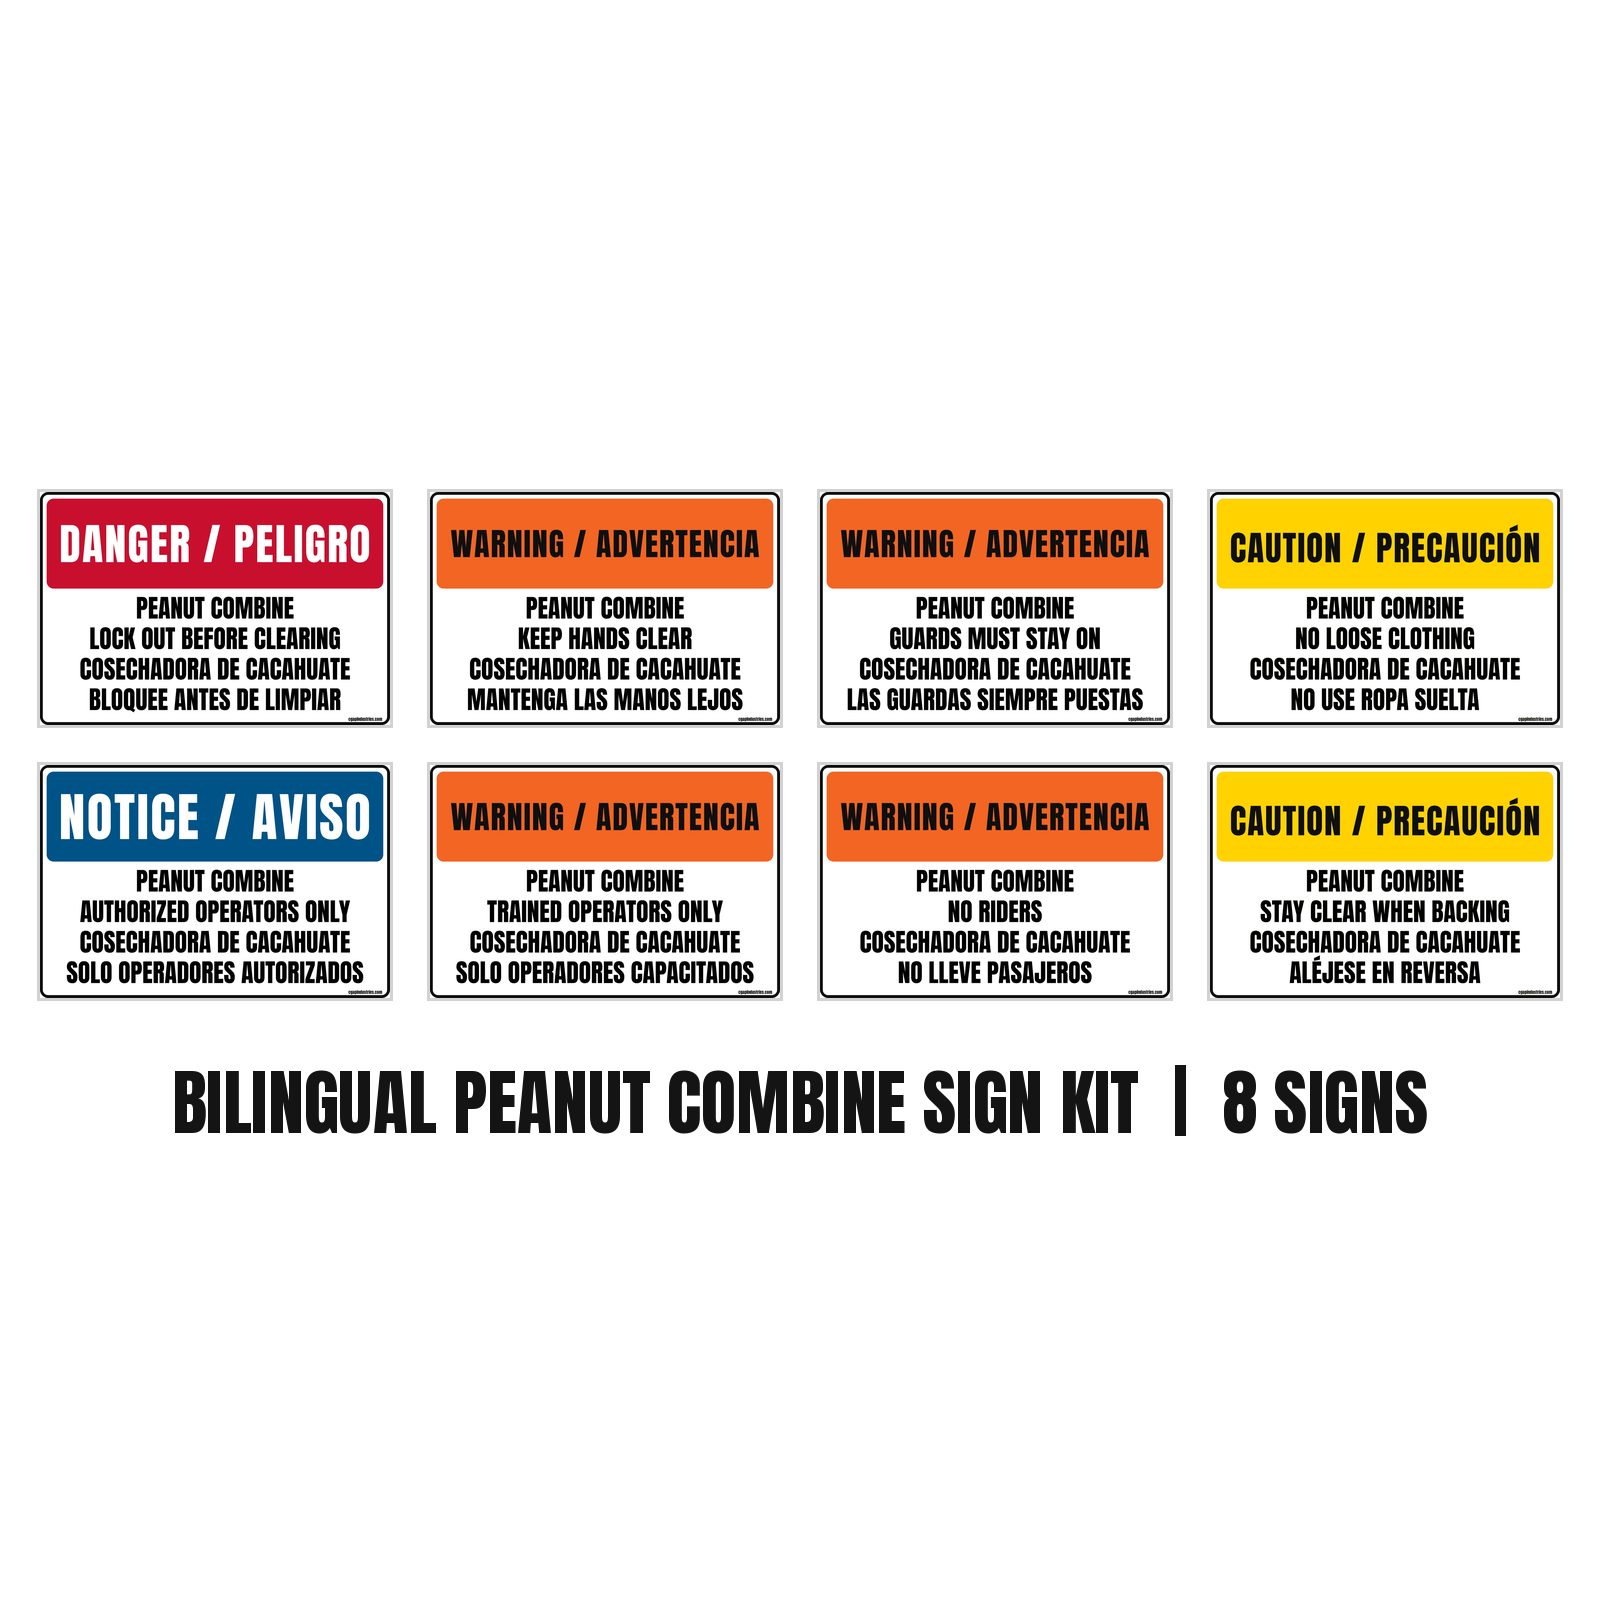 DANGER / PELIGRO
PEANUT COMBINE
LOCK OUT BEFORE CLEARING
COSECHADORA DE CACAHUATE
BLOQUEE ANTES DE LIMPIAR
WARNING / ADVERTENCIA
PEANUT COMBINE
KEEP HANDS CLEAR
COSECHADORA DE CACAHUATE
MANTENGA LAS MANOS LEJOS
WARNING / ADVERTENCIA
PEANUT COMBINE
GUARDS MUST STAY ON
COSECHADORA DE CACAHUATE
LAS GUARDAS SIEMPRE PUESTAS
CAUTION / PRECAUCIÓN
PEANUT COMBINE
NO LOOSE CLOTHING
COSECHADORA DE CACAHUATE
NO USE ROPA SUELTA
NOTICE / AVISO
PEANUT COMBINE
AUTHORIZED OPERATORS ONLY
COSECHADORA DE CACAHUATE
SOLO OPERADORES AUTORIZADOS
WARNING / ADVERTENCIA
PEANUT COMBINE
TRAINED OPERATORS ONLY
COSECHADORA DE CACAHUATE
SOLO OPERADORES CAPACITADOS
WARNING / ADVERTENCIA
PEANUT COMBINE
NO RIDERS
COSECHADORA DE CACAHUATE
NO LLEVE PASAJEROS
CAUTION / PRECAUCIÓN
PEANUT COMBINE
STAY CLEAR WHEN BACKING
COSECHADORA DE CACAHUATE
ALÉJESE EN REVERSA
BILINGUAL PEANUT COMBINE SIGN KIT | 8 SIGNS